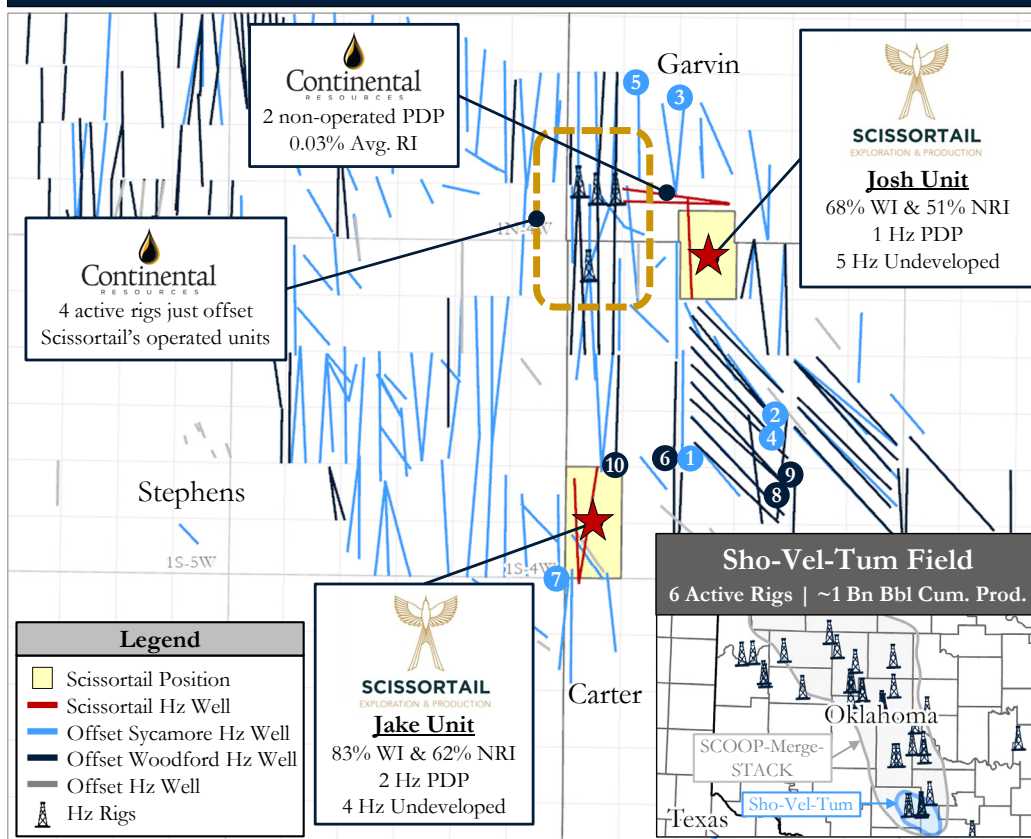 Continental
RESOURCES
2 non-operated PDP
0.03% Avg. RI
Garvin
5
3
SCISSORTAIL
EXPLORATION & PRODUCTION
Josh Unit
68% WI & 51% NRI
1 Hz PDP
5 Hz Undeveloped
1N-4W
Continental
RESOURCES
4 active rigs just offset
Scissortail's operated units
2
4
10
6
1
9
8
Stephens
1S-5W
1S-4W
7
SCISSORTAIL
EXPLORATION & PRODUCTION
Jake Unit
83% WI & 62% NRI
2 Hz PDP
4 Hz Undeveloped
Carter
Legend
Scissortail Position
Scissortail Hz Well
Offset Sycamore Hz Well
Offset Woodford Hz Well
Offset Hz Well
Hz Rigs
Sho-Vel-Tum Field
6 Active Rigs | ~1 Bn Bbl Cum. Prod.
Oklahoma
SCOOP-Merge-
STACK
Sho-Vel-Tum
Texas